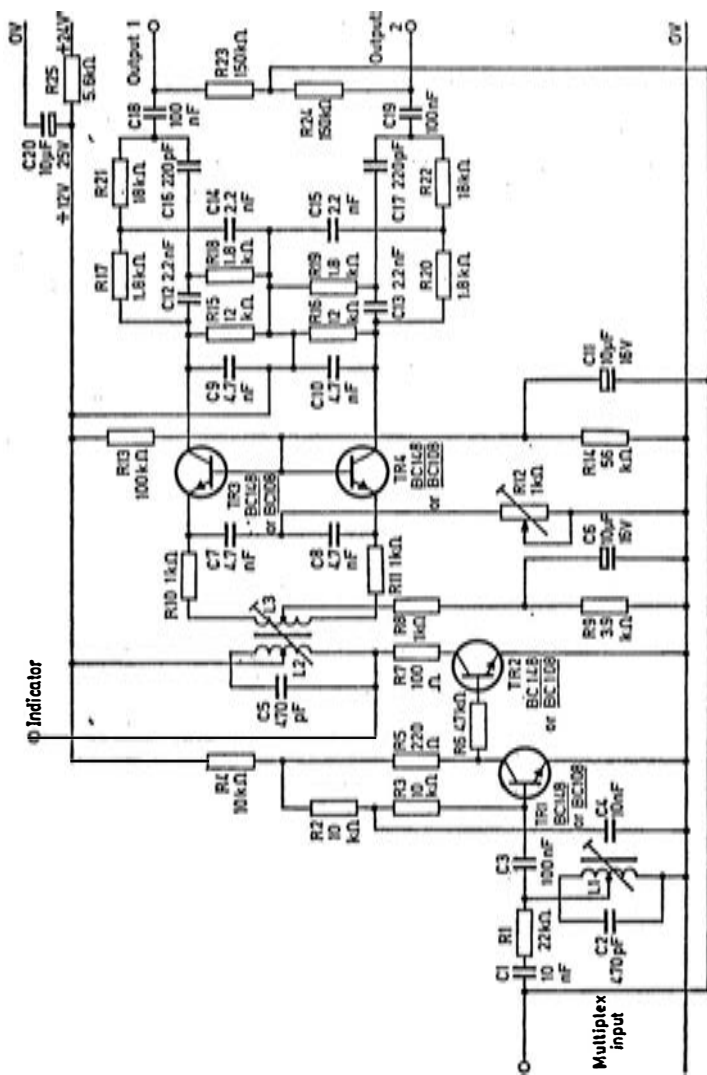 0V
+24V
R25
5.6kΩ
C20
10µF
25V
+12V
Output 1
R23
150kΩ
R24
150kΩ
Output
2
C18
100
nF
C19
100nF
R21
18kΩ
C16 220pF
C14
2.2
nF
C15
2.2
nF
C17 220pF
R22
18kΩ
R17
1.8kΩ
C12 2.2nF
R18
1.8
kΩ
R19
1.8
kΩ
C13 2.2nF
R20
1.8kΩ
R15
12
kΩ
R16
12
kΩ
C9
4.7
nF
C10
4.7
nF
R13
100kΩ
TR3
BC148
or BC108
TR4
BC148
or BC108
C11
10µF
16V
R14
56
kΩ
R12
1kΩ
C7
4.7
nF
C8
4.7
nF
R10 1kΩ
R11 1kΩ
C6
10µF
16V
R9
3.9
kΩ
R8
1kΩ
L3
L2
C5
470
pF
R7
100
Ω
TR2
BC148
or BC108
Indicator
R6 47kΩ
R5
220
Ω
R4
10kΩ
R3
10
kΩ
R2
10
kΩ
TR1
BC148
or BC108
C4
10nF
C3
100nF
L1
R1
22kΩ
C2
470pF
C1
10
nF
Multiplex
input
0V